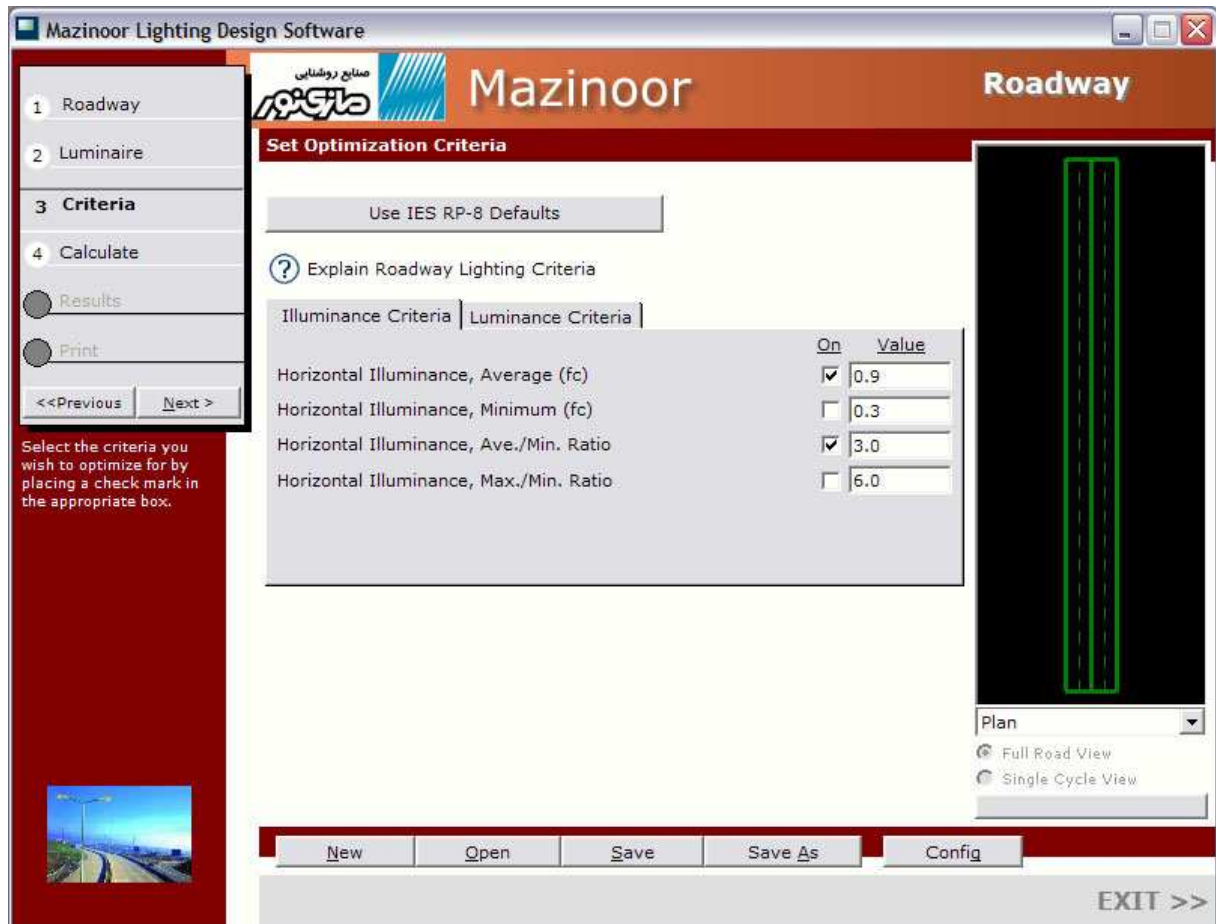 Mazinoor Lighting Design Software
1 Roadway
2 Luminaire
3 Criteria
4 Calculate
Results
Print
<<Previous
Next >
Select the criteria you
wish to optimize for by
placing a check mark in
the appropriate box.
صنایع روشنایی
مازی نور
Mazinoor
Roadway
Set Optimization Criteria
Use IES RP-8 Defaults
? Explain Roadway Lighting Criteria
Illuminance Criteria
Luminance Criteria
On Value
Horizontal Illuminance, Average (fc) 0.9
Horizontal Illuminance, Minimum (fc) 0.3
Horizontal Illuminance, Ave./Min. Ratio 3.0
Horizontal Illuminance, Max./Min. Ratio 6.0
Plan
Full Road View
Single Cycle View
New
Open
Save
Save As
Config
EXIT >>